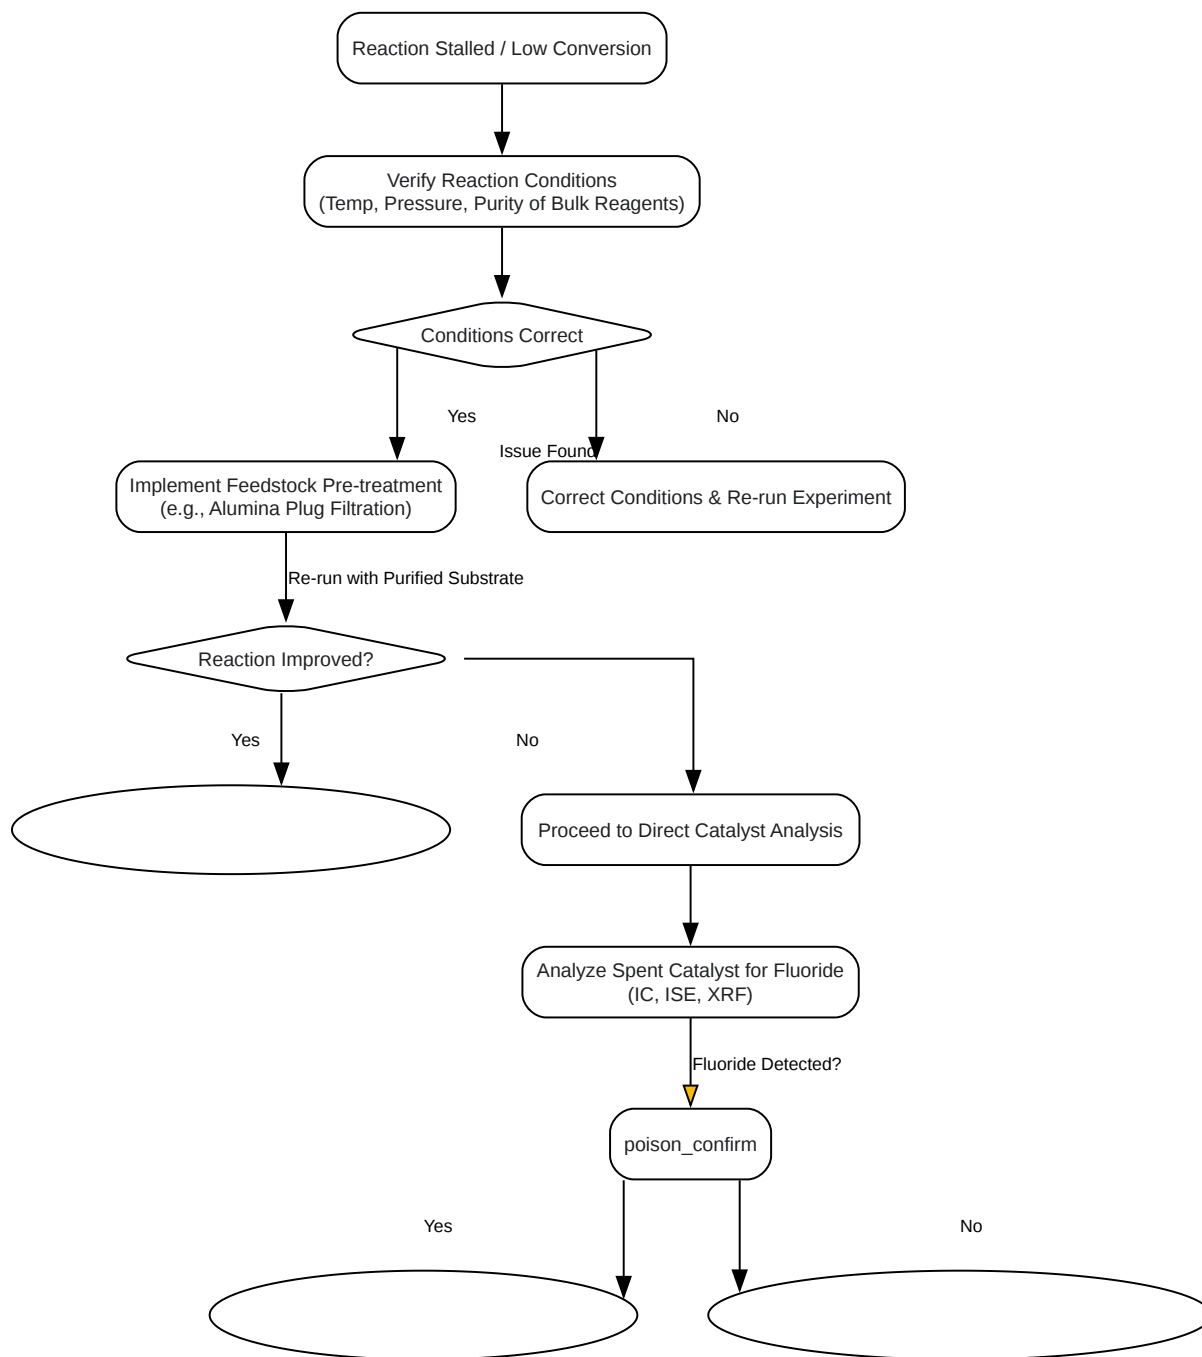 Reaction Stalled / Low Conversion
Verify Reaction Conditions
(Temp, Pressure, Purity of Bulk Reagents)
Conditions Correct
Yes
No
Issue Found
Implement Feedstock Pre-treatment
(e.g., Alumina Plug Filtration)
Correct Conditions & Re-run Experiment
Re-run with Purified Substrate
Reaction Improved?
Yes
No
Proceed to Direct Catalyst Analysis
Analyze Spent Catalyst for Fluoride
(IC, ISE, XRF)
Fluoride Detected?
poison_confirm
Yes
No